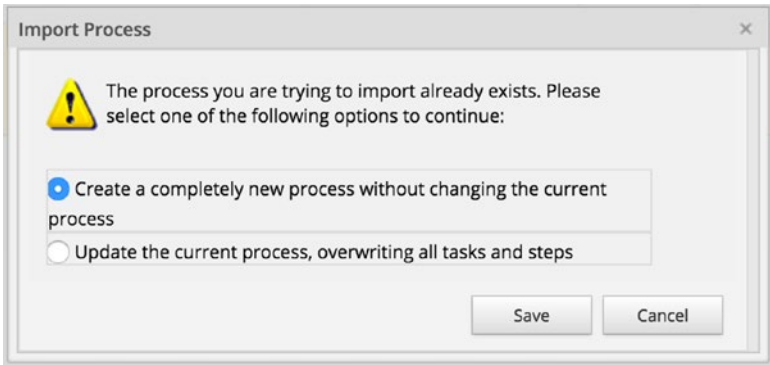 Import Process
The process you are trying to import already exists. Please
select one of the following options to continue:
Create a completely new process without changing the current
process
Update the current process, overwriting all tasks and steps
Save
Cancel